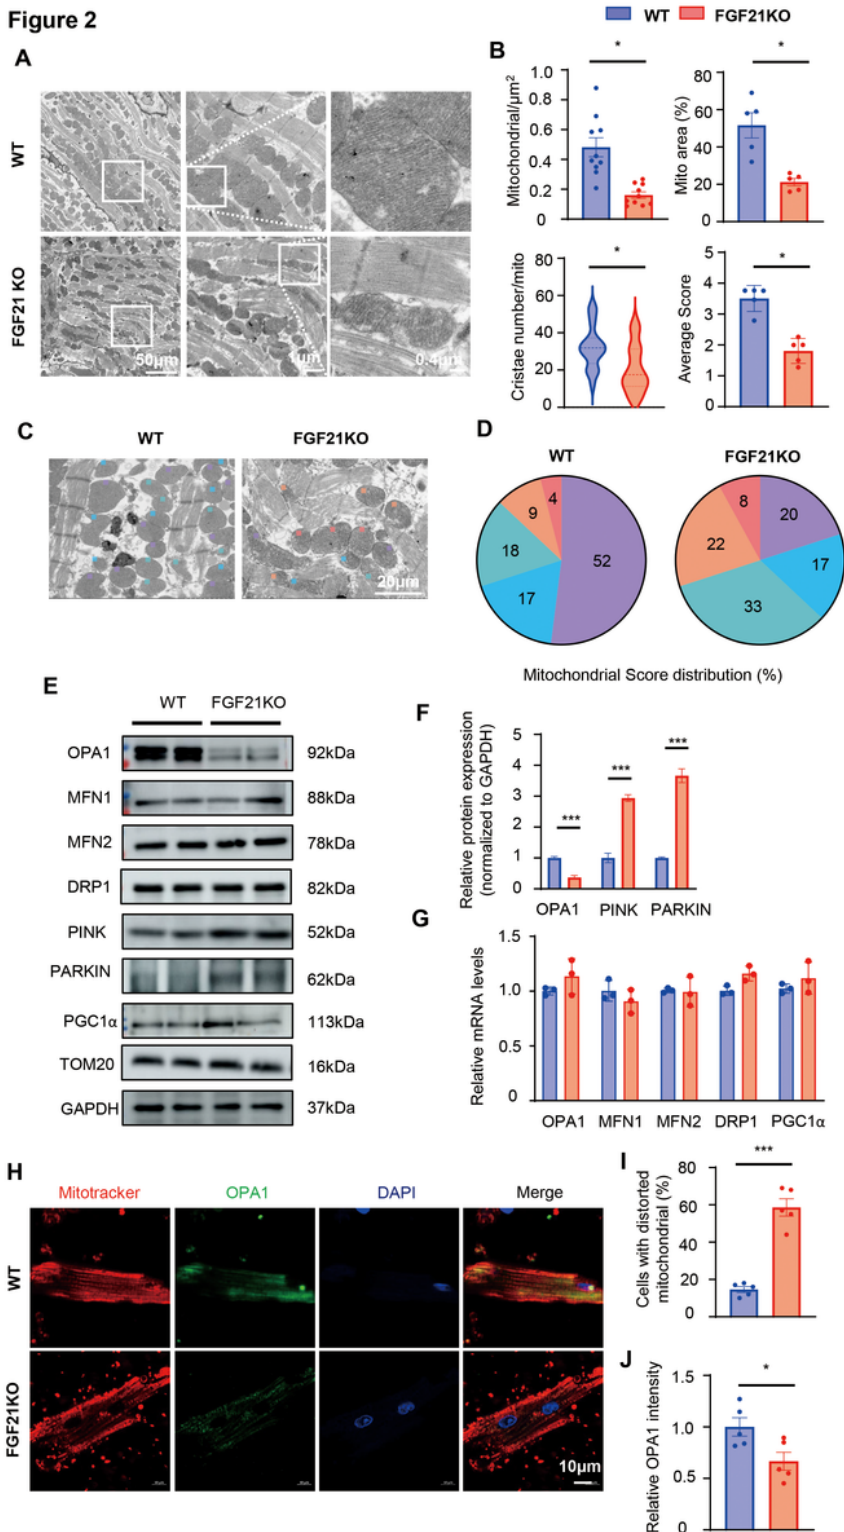 Figure 2
WT FGF21KO
A
WT
FGF21 KO
50μm
1μm
0.4μm
B
*
Mitochondrial/μm²
1.0
0.8
0.6
0.4
0.2
0
*
Mito area (%)
80
60
40
20
0
*
Cristae number/mito
80
60
40
20
0
*
Average Score
5
4
3
2
1
0
C
WT FGF21KO
20μm
D
WT FGF21KO
4
9
18
17
52
8
20
22
17
33
Mitochondrial Score distribution (%)
E
WT FGF21KO
OPA1 92kDa
MFN1 88kDa
MFN2 78kDa
DRP1 82kDa
PINK 52kDa
PARKIN 62kDa
PGC1α 113kDa
TOM20 16kDa
GAPDH 37kDa
F
Relative protein expression
(normalized to GAPDH)
5
4
3
2
1
0
*** *** ***
OPA1 PINK PARKIN
G
Relative mRNA levels
1.5
1.0
0.5
0
OPA1 MFN1 MFN2 DRP1 PGC1α
H
Mitotracker OPA1 DAPI Merge
WT
FGF21KO
10μm
I
***
Cells with distorted
mitochondrial (%)
80
60
40
20
0
J
*
Relative OPA1 intensity
1.5
1.0
0.5
0